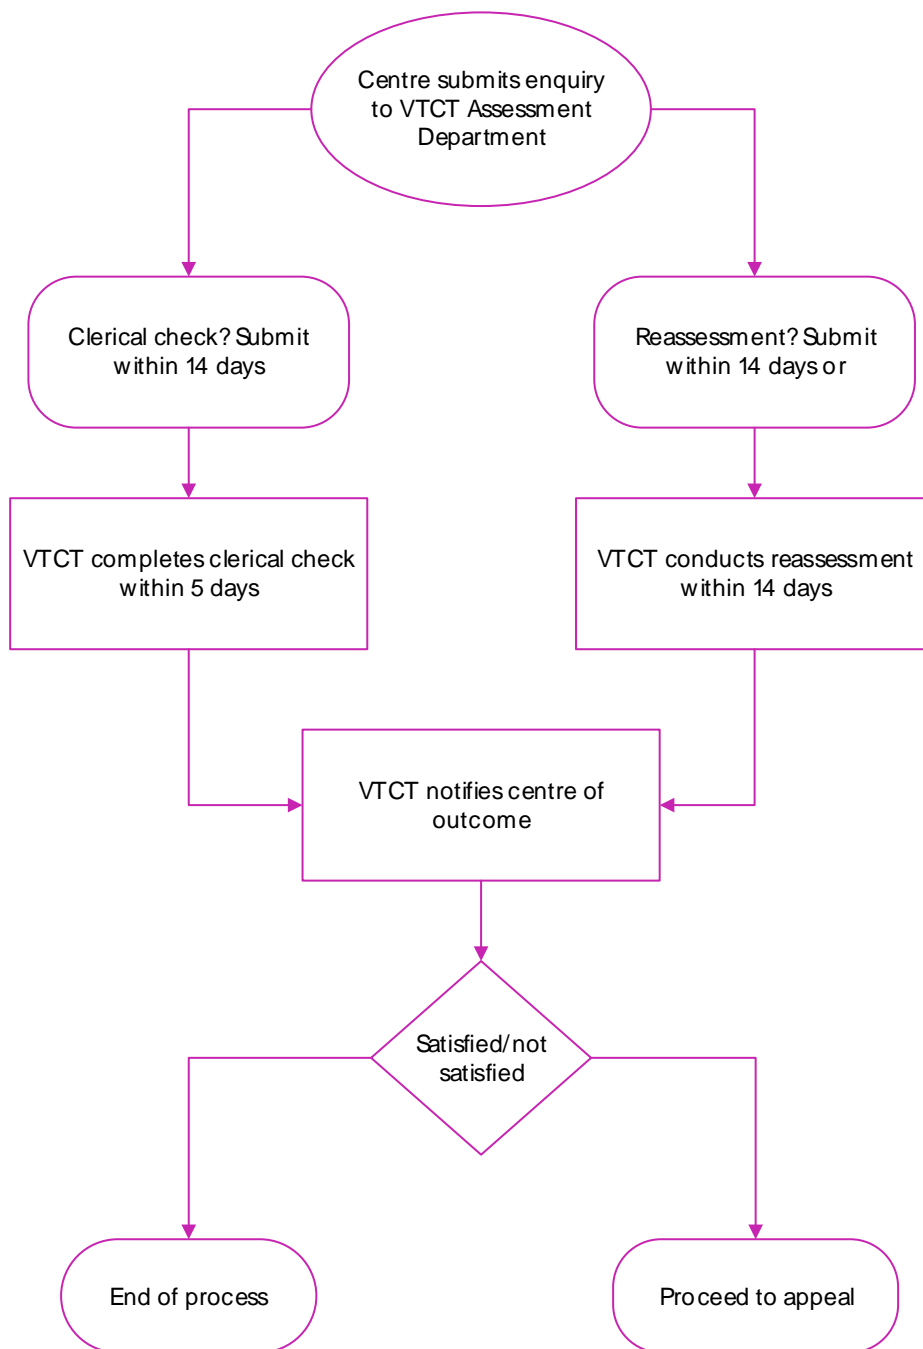 Centre submits enquiry
to VTCT Assessment
Department
Clerical check? Submit
within 14 days
Reassessment? Submit
within 14 days or
VTCT completes clerical check
within 5 days
VTCT conducts reassessment
within 14 days
VTCT notifies centre of
outcome
Satisfied/not
satisfied
End of process
Proceed to appeal